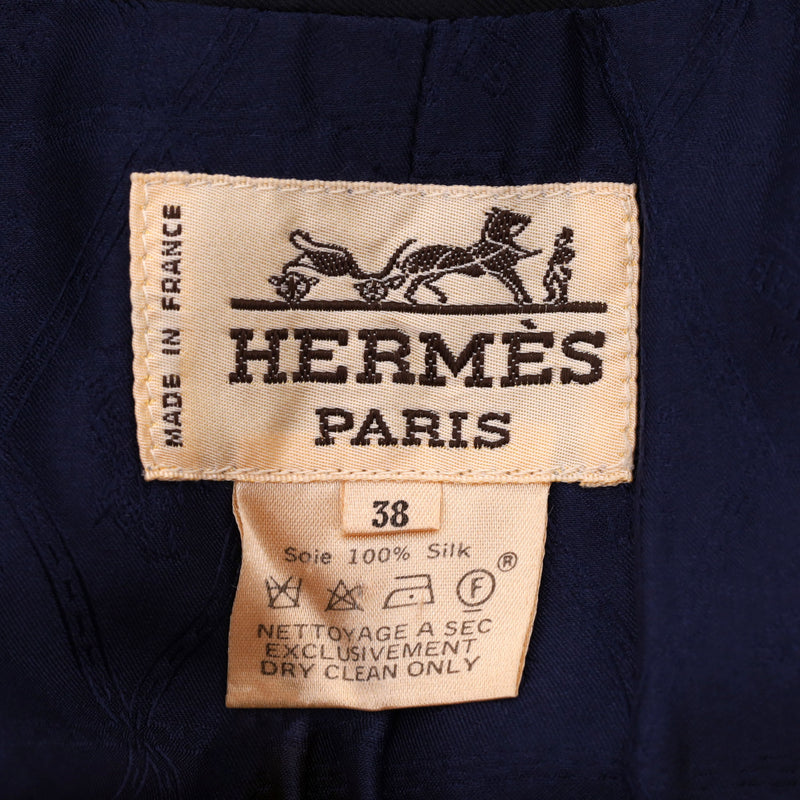 MADE IN FRANCE
HERMÈS
PARIS
38
Soie 100% Silk
F ®
NETTOYAGE A SEC
EXCLUSIVEMENT
DRY CLEAN ONLY